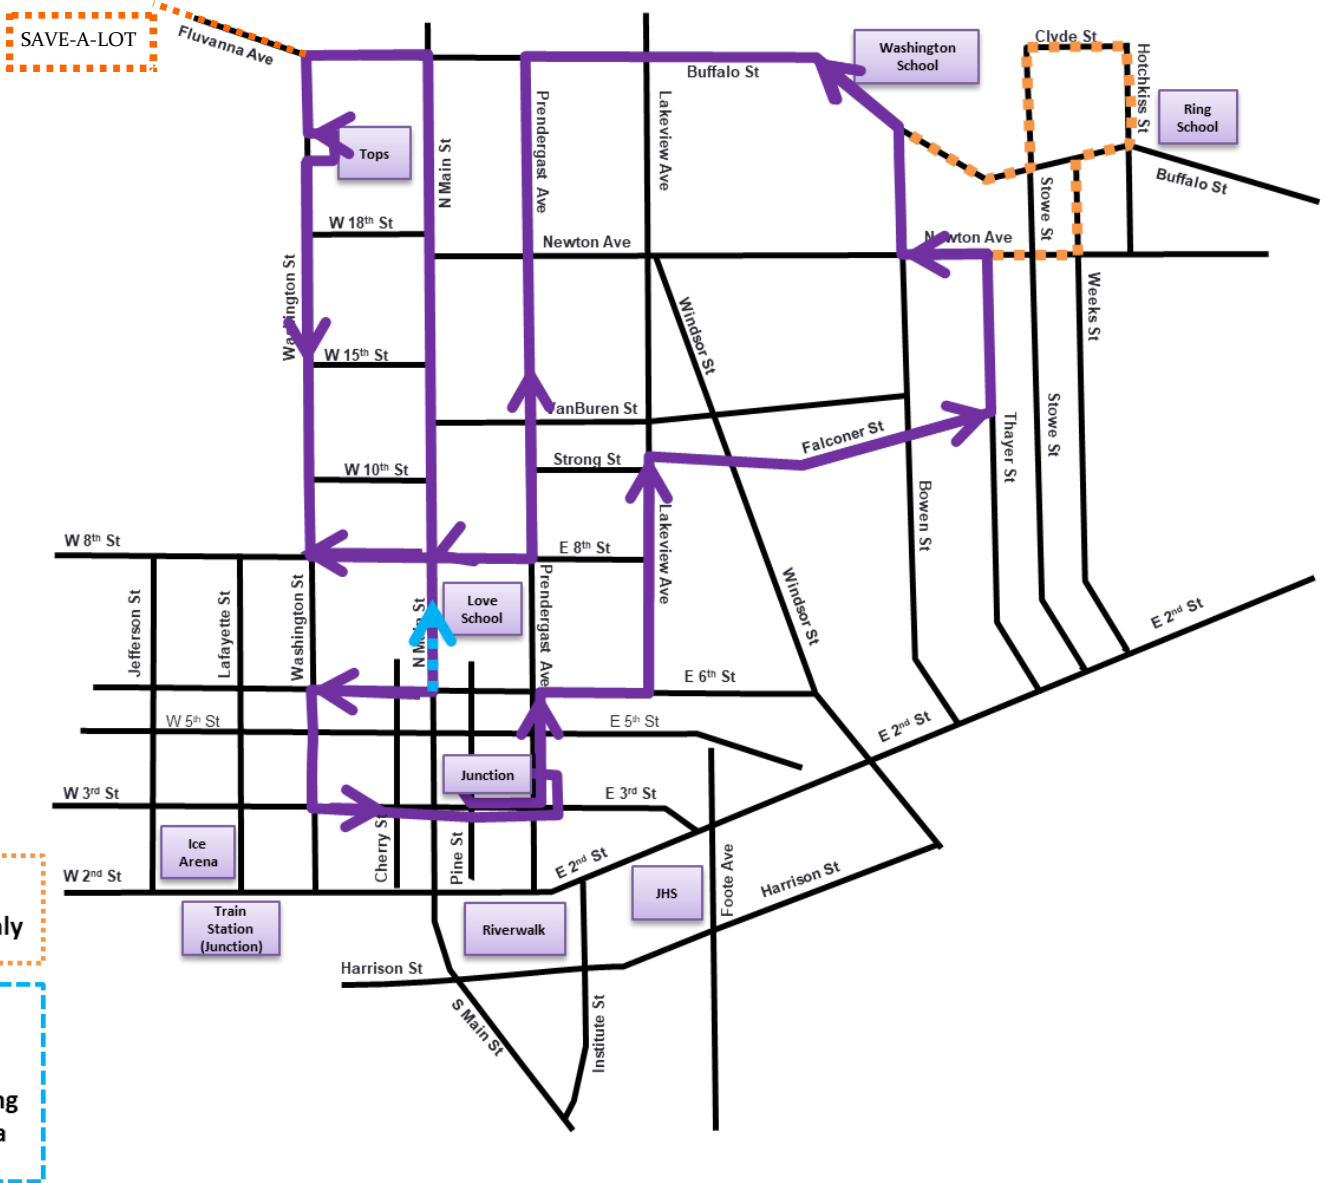 SAVE-A-LOT
Fluvanna Ave
Clyde St
Washington
School
Hotchkiss St
Buffalo St
Ring
School
Prendergast Ave
Lakeview Ave
Tops
N Main St
Buffalo St
Stowe St
W 18th St
Newton Ave
Newton Ave
Washington St
Weeks St
Windsor St
W 15th St
VanBuren St
Stowe St
Thayer St
Falconer St
Strong St
W 10th St
Bowen St
Lakeview Ave
W 8th St
E 8th St
Prendergast Ave
Windsor St
Washington St
Jefferson St
Lafayette St
N Main St
Love
School
E 2nd St
E 6th St
W 5th St
E 5th St
E 2nd St
Junction
W 3rd St
E 3rd St
Cherry St
Pine St
Ice
Arena
E 2nd St
W 2nd St
JHS
Foote Ave
Harrison St
Train
Station
(Junction)
Riverwalk
Harrison St
S Main St
Institute St
ng
a